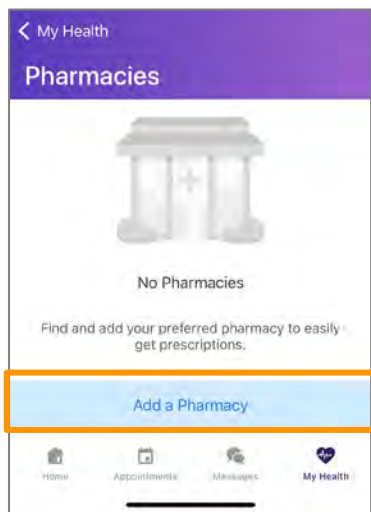 My Health
Pharmacies
No Pharmacies
Find and add your preferred pharmacy to easily
get prescriptions.
Add a Pharmacy
Home Appointments Messages My Health